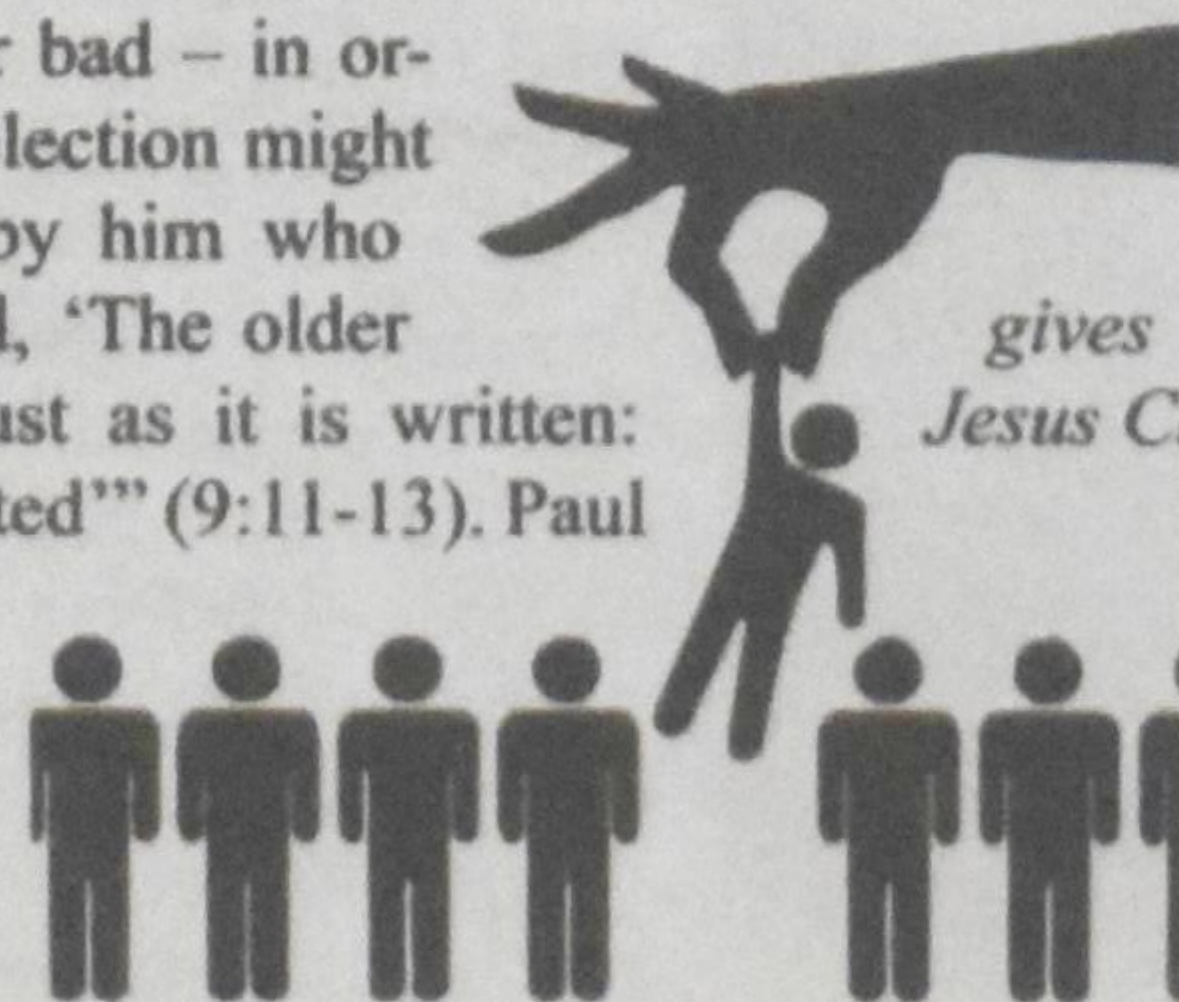 r bad – in or-
lection might
by him who
l, ‘The older
ust as it is written:
ted”’” (9:11-13). Paul
gives
Jesus C